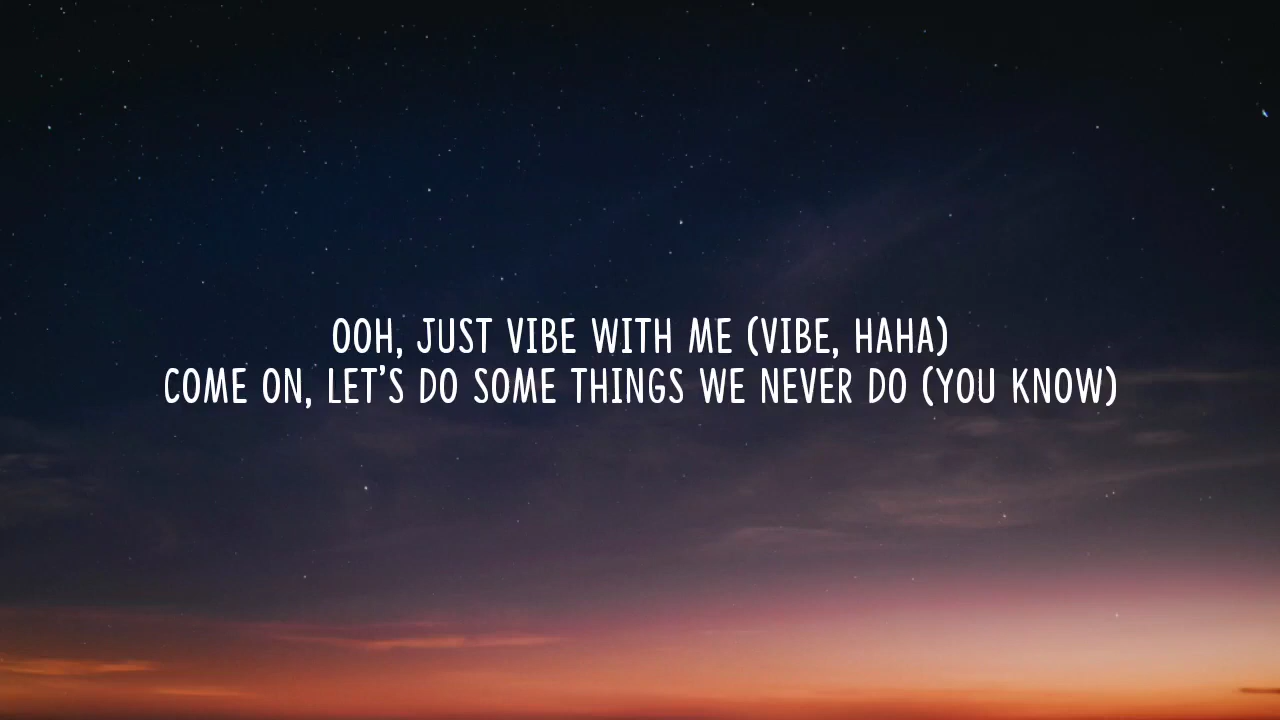 OOH, JUST VIBE WITH ME (VIBE, HAHA)
COME ON, LET’S DO SOME THINGS WE NEVER DO (YOU KNOW)